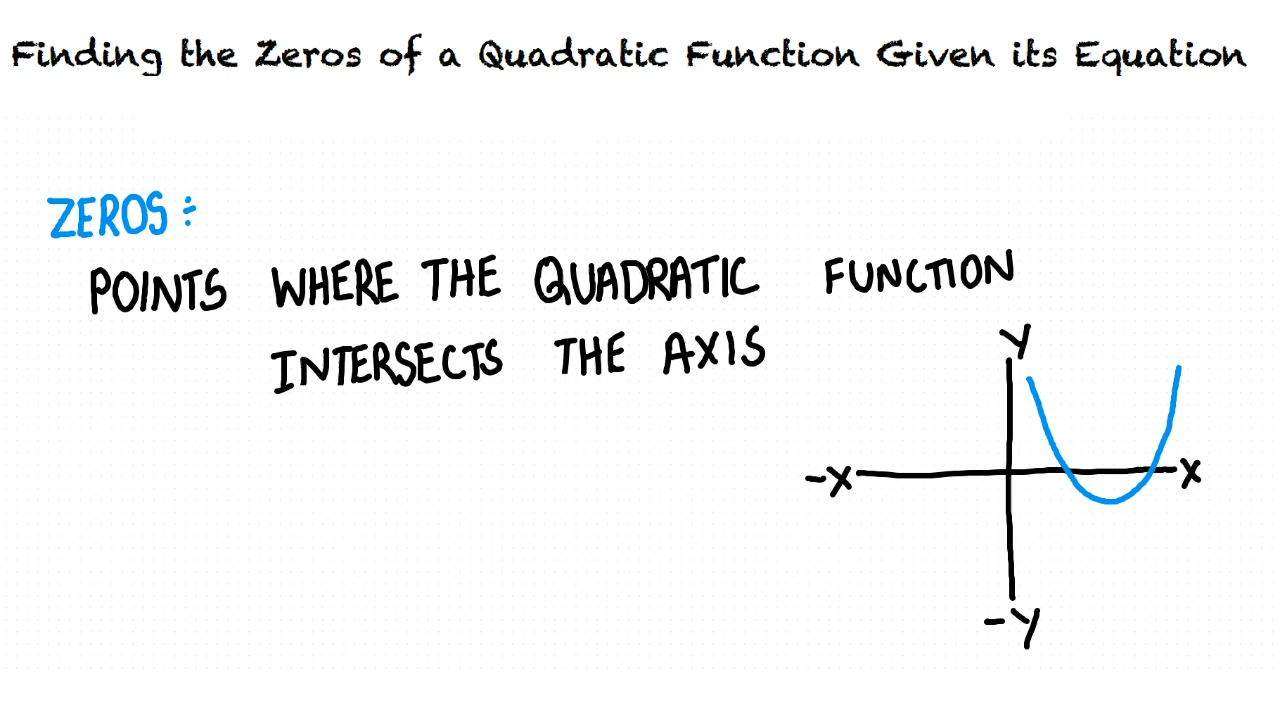 Finding the Zeros of a Quadratic Function Given its Equation
ZEROS:
POINTS WHERE THE QUADRATIC FUNCTION
INTERSECTS THE AXIS
Y
-X
X
-Y